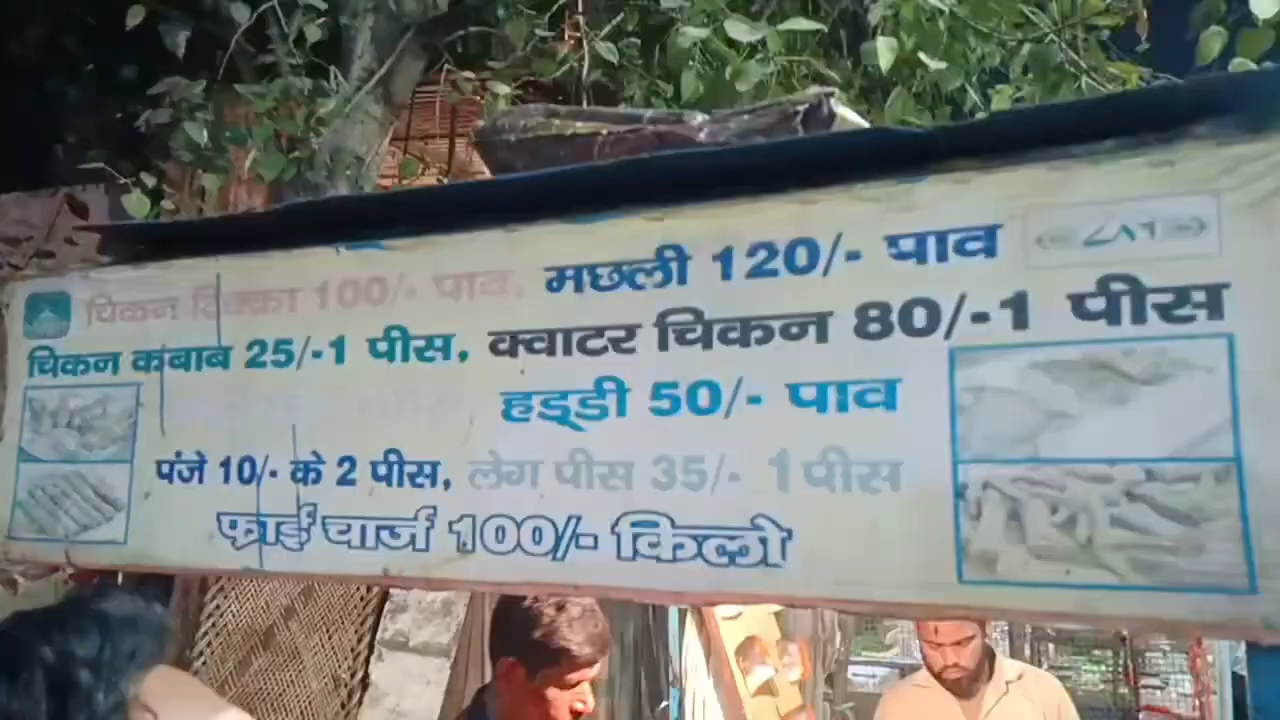 چिकन टिक्का 100/- पाव, मछली 120/- पाव
٧٨٦
चिकन कबाब 25/-1 पीस, क्वाटर चिकन 80/-1 पीस
हड्डी 50/- पाव
पंजे 10/- के 2 पीस, लेग पीस 35/- 1 पीस
फ्राई चार्ज 100/- किलो